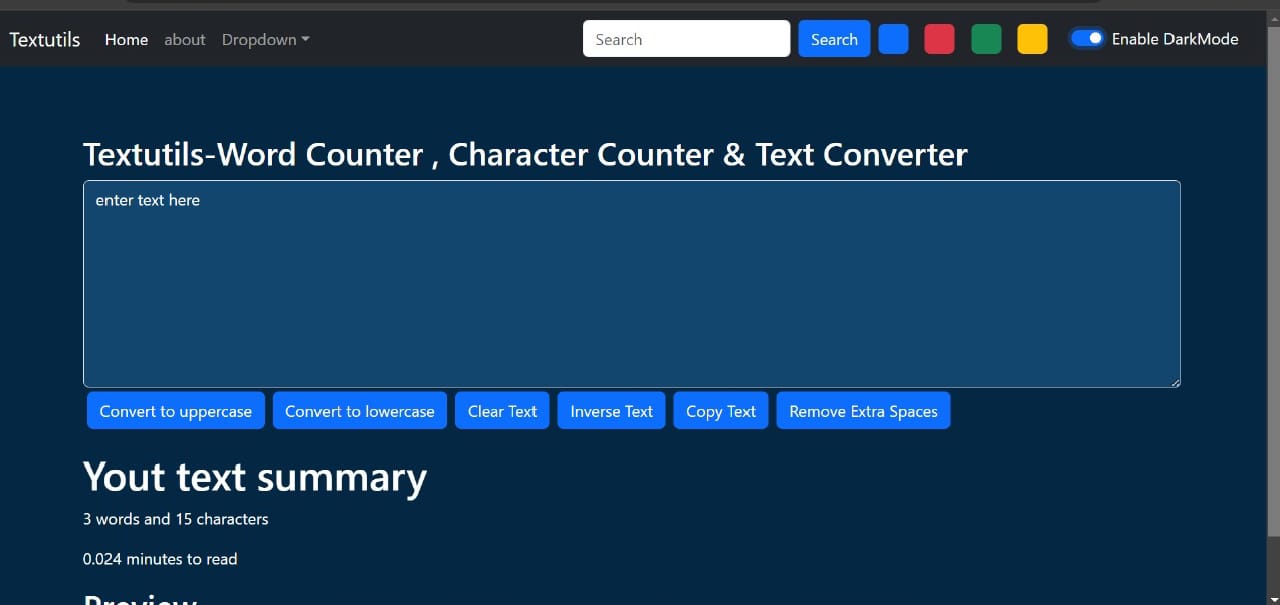 Textutils Home about Dropdown Search Search Enable DarkMode
Textutils-Word Counter , Character Counter & Text Converter
enter text here
Convert to uppercase Convert to lowercase Clear Text Inverse Text Copy Text Remove Extra Spaces
Yout text summary
3 words and 15 characters
0.024 minutes to read
Preview